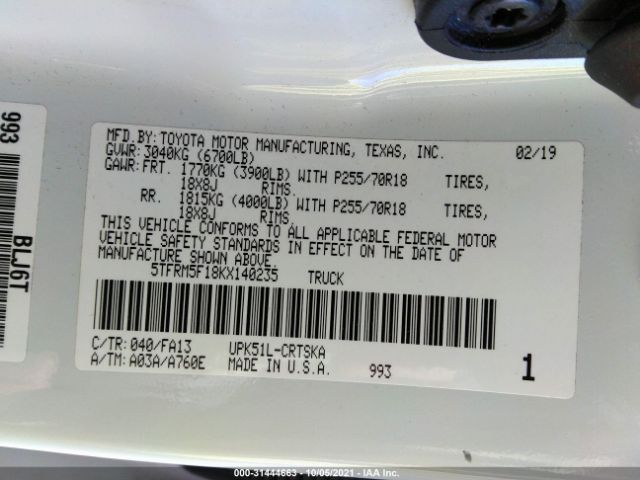 993
BLJ6T
MFD. BY: TOYOTA MOTOR MANUFACTURING, TEXAS, INC. 02/19
GVWR: 3040KG (6700LB)
GAWR: FRT. 1770KG (3900LB) WITH P255/70R18 TIRES,
18X8J RIMS.
RR. 1815KG (4000LB) WITH P255/70R18 TIRES,
18X8J RIMS.
THIS VEHICLE CONFORMS TO ALL APPLICABLE FEDERAL MOTOR
VEHICLE SAFETY STANDARDS IN EFFECT ON THE DATE OF
MANUFACTURE SHOWN ABOVE.
5TFRM5F18KX140235 TRUCK
C/TR: 040/FA13 UPK51L-CRTSKA
A/TM: A03A/A760E MADE IN U.S.A. 993 1
000-31444663 - 10/05/2021 - IAA Inc.